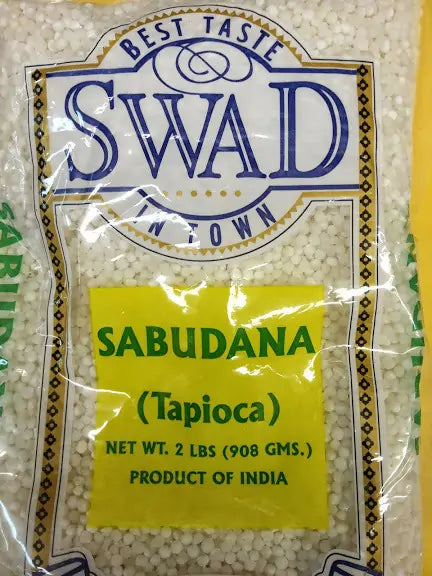 BEST TASTE
SWAD
IN TOWN
SABUDANA
(Tapioca)
NET WT. 2 LBS (908 GMS.)
PRODUCT OF INDIA